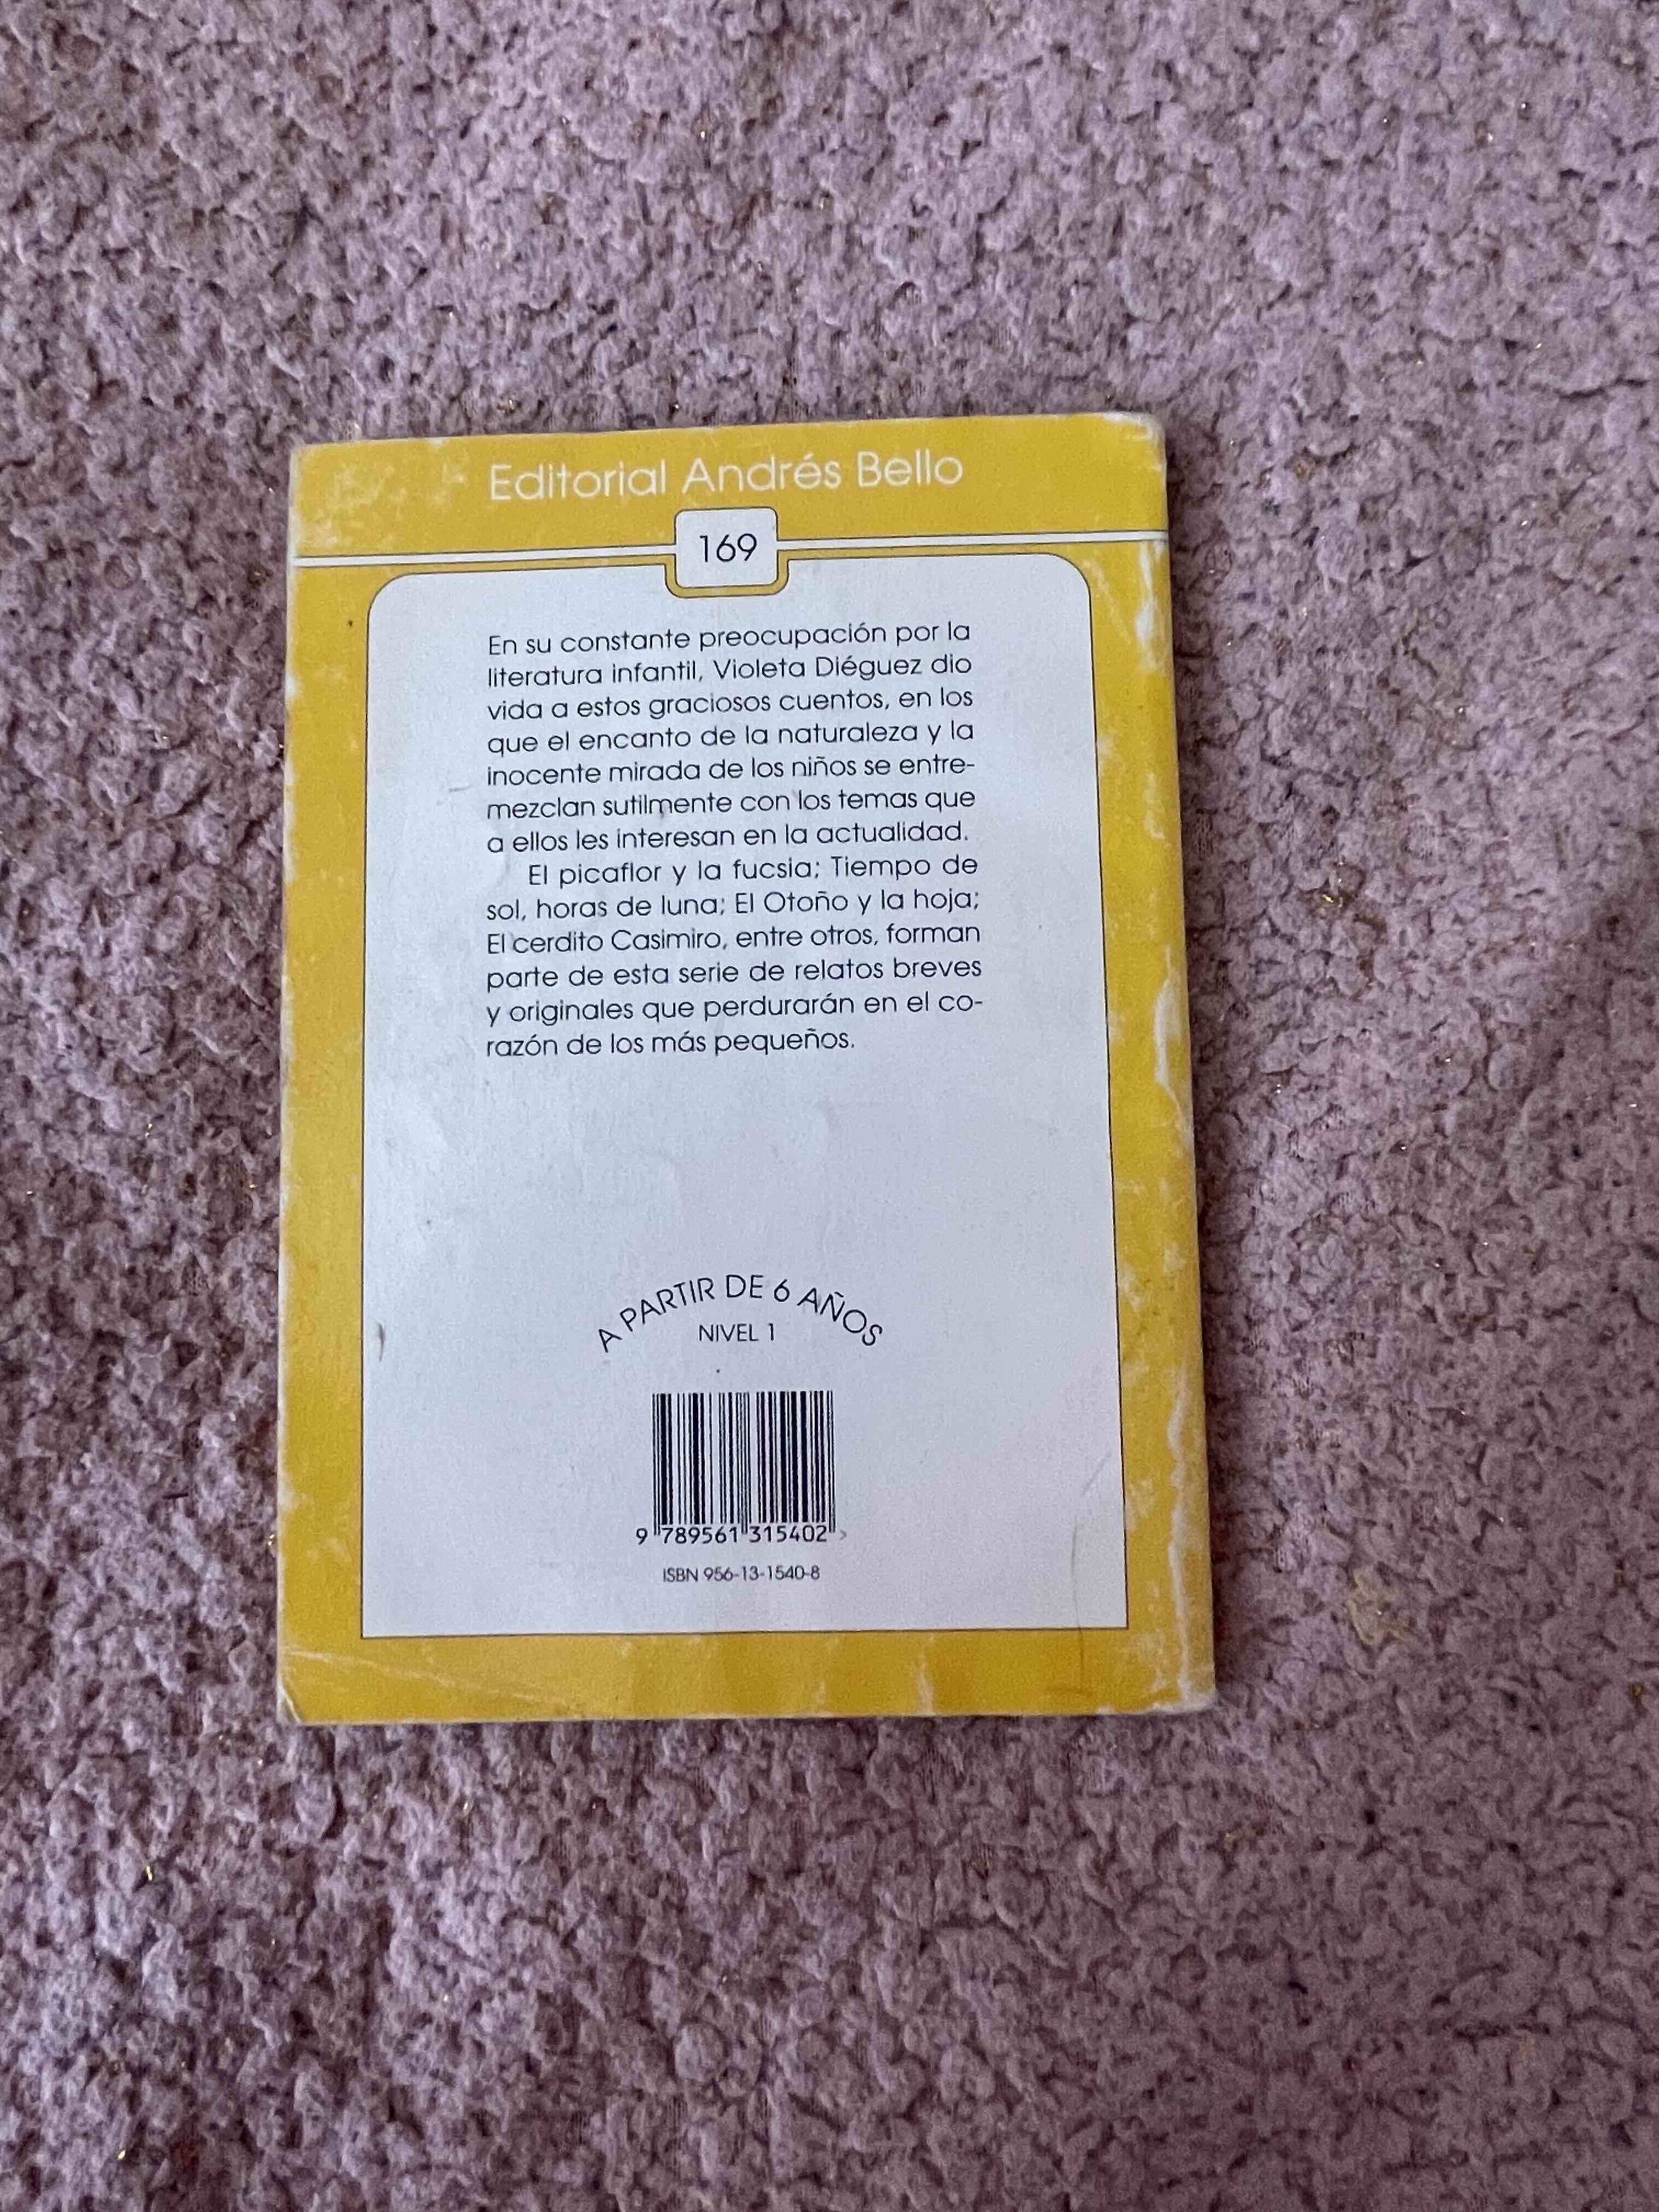 Editorial Andrés Bello
169
En su constante preocupación por la
literatura infantil, Violeta Diéguez dio
vida a estos graciosos cuentos, en los
que el encanto de la naturaleza y la
inocente mirada de los niños se entre-
mezclan sutilmente con los temas que
a ellos les interesan en la actualidad.
El picaflor y la fucsia; Tiempo de
sol, horas de luna; El Otoño y la hoja;
El cerdito Casimiro, entre otros, forman
parte de esta serie de relatos breves
y originales que perdurarán en el co-
razón de los más pequeños.
A PARTIR DE 6 AÑOS
NIVEL 1
9 789561 315402 >
ISBN 956-13-1540-8